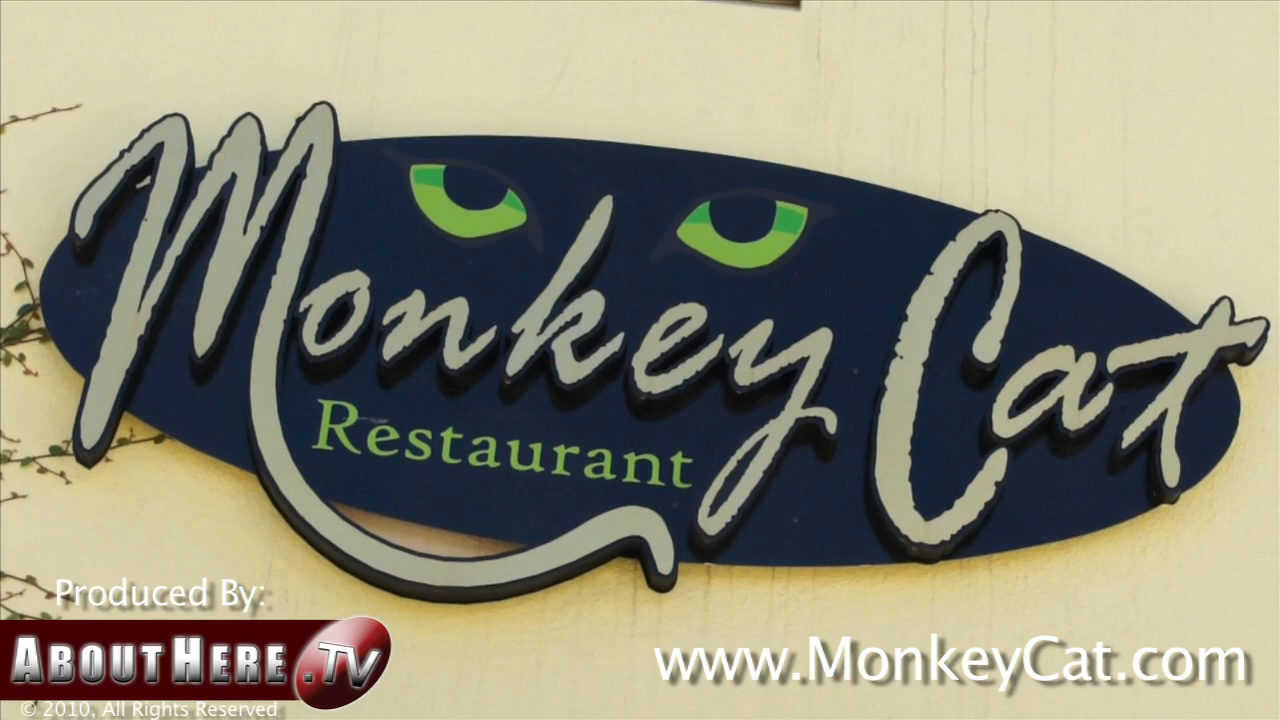 Monkey Cat
Restaurant
Produced By:
ABOUTHERE.TV
© 2010, All Rights Reserved
www.MonkeyCat.com